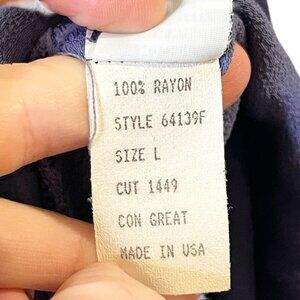 100% RAYON
STYLE 64139F
SIZE L
CUT 1449
CON GREAT
MADE IN USA